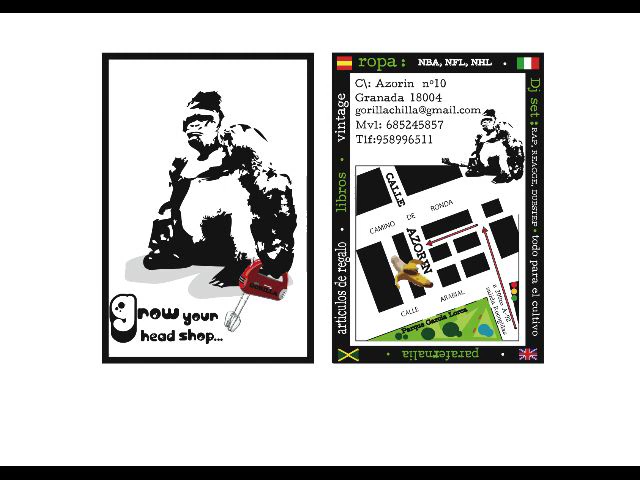 grow your
head shop...
ropa: NBA, NFL, NHL
C\: Azorin nº10
Granada 18004
gorillachilla@gmail.com
Mvl: 685245857
Tlf:958996511
artículos de regalo • libros • vintage
Dj set: RAP, REAGGE, DUBSTEP • todo para el cultivo
CALLE AZORIN
CAMINO DE RONDA
CALLE ARABIAL
Parque García Lorca
parafernalia